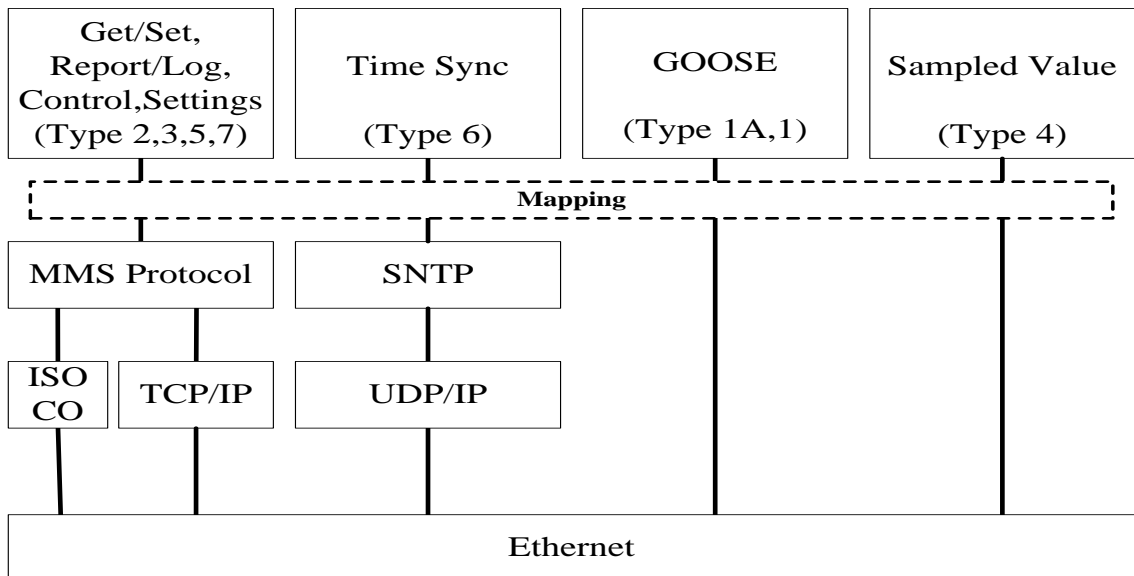 Get/Set,
Report/Log,
Control,Settings
(Type 2,3,5,7)
Time Sync
(Type 6)
GOOSE
(Type 1A,1)
Sampled Value
(Type 4)
Mapping
MMS Protocol
SNTP
ISO
CO
TCP/IP
UDP/IP
Ethernet